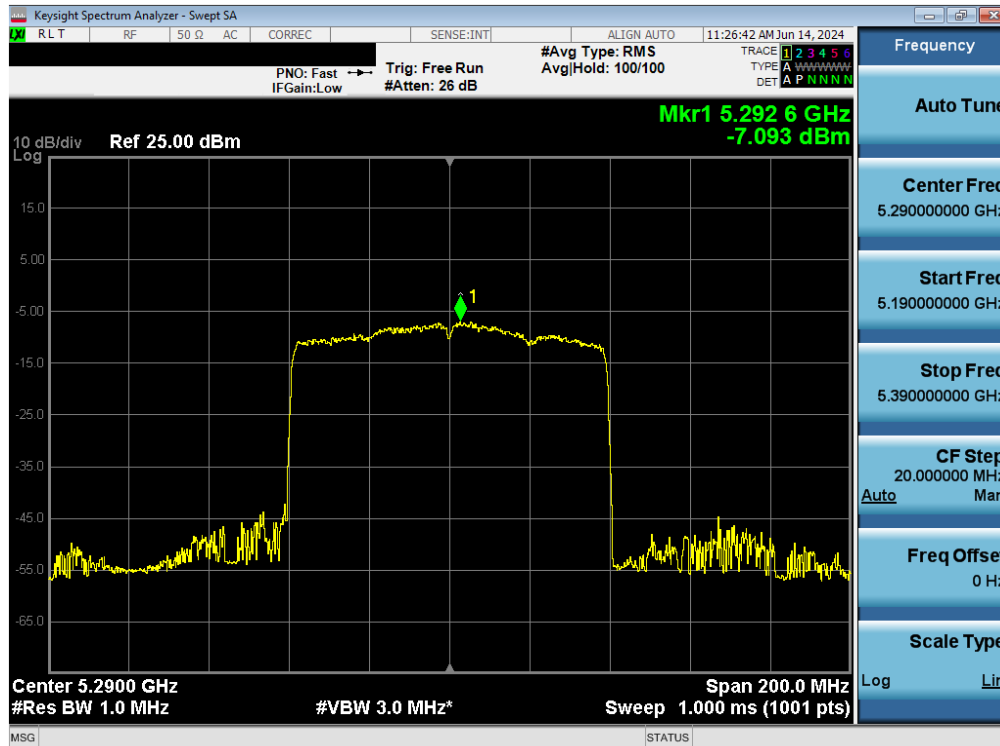 Keysight Spectrum Analyzer - Swept SA
LXI RLT RF 50 Ω AC CORREC SENSE:INT ALIGN AUTO 11:26:42 AM Jun 14, 2024
PNO: Fast
IFGain:Low
Trig: Free Run
#Atten: 26 dB
#Avg Type: RMS
Avg|Hold: 100/100
TRACE 1 2 3 4 5 6
TYPE A WWWWW
DET A P N N N N
Mkr1 5.292 6 GHz
-7.093 dBm
10 dB/div
Log
Ref 25.00 dBm
15.0
5.00
-5.00
-15.0
-25.0
-35.0
-45.0
-55.0
-65.0
1
Center 5.2900 GHz
#Res BW 1.0 MHz
#VBW 3.0 MHz*
Span 200.0 MHz
Sweep 1.000 ms (1001 pts)
MSG
STATUS
Frequency
Auto Tune
Center Freq
5.290000000 GHz
Start Freq
5.190000000 GHz
Stop Freq
5.390000000 GHz
CF Step
20.000000 MHz
Auto Man
Freq Offset
0 Hz
Scale Type
Log Lin